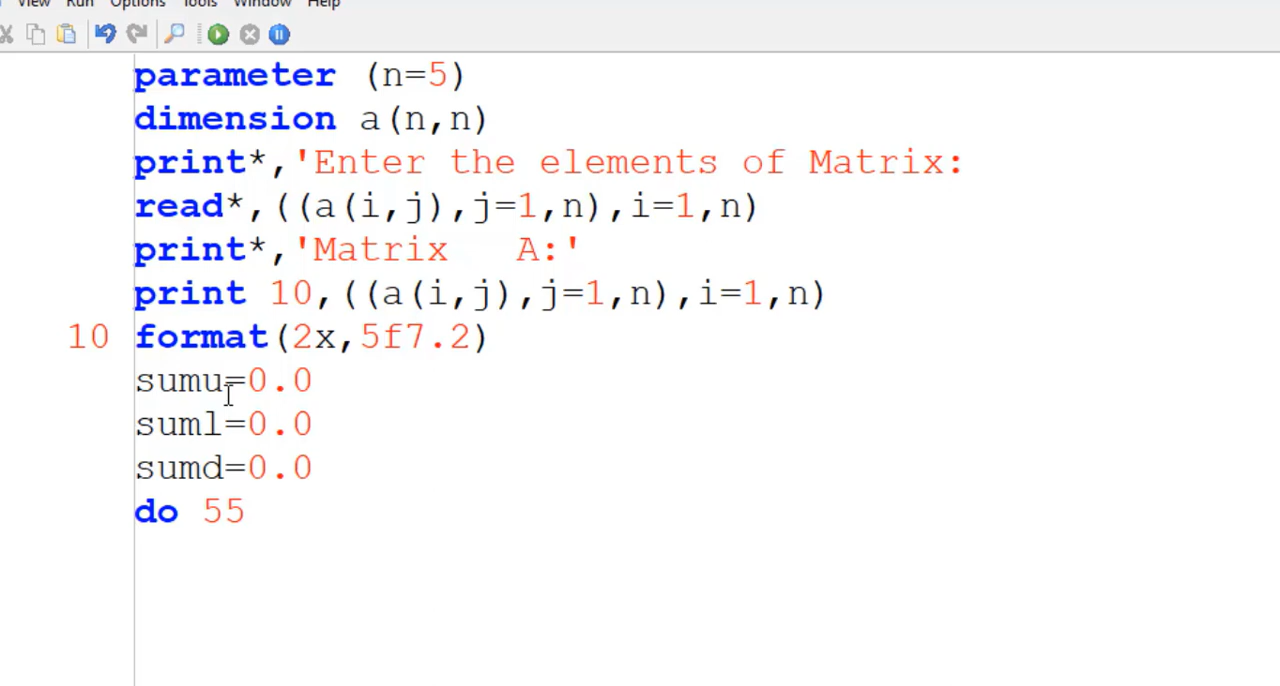 View Run Options Tools Window Help
parameter (n=5)
dimension a(n,n)
print*,'Enter the elements of Matrix:
read*,((a(i,j),j=1,n),i=1,n)
print*,'Matrix   A:'
print 10,((a(i,j),j=1,n),i=1,n)
10 format(2x,5f7.2)
sumu=0.0
suml=0.0
sumd=0.0
do 55